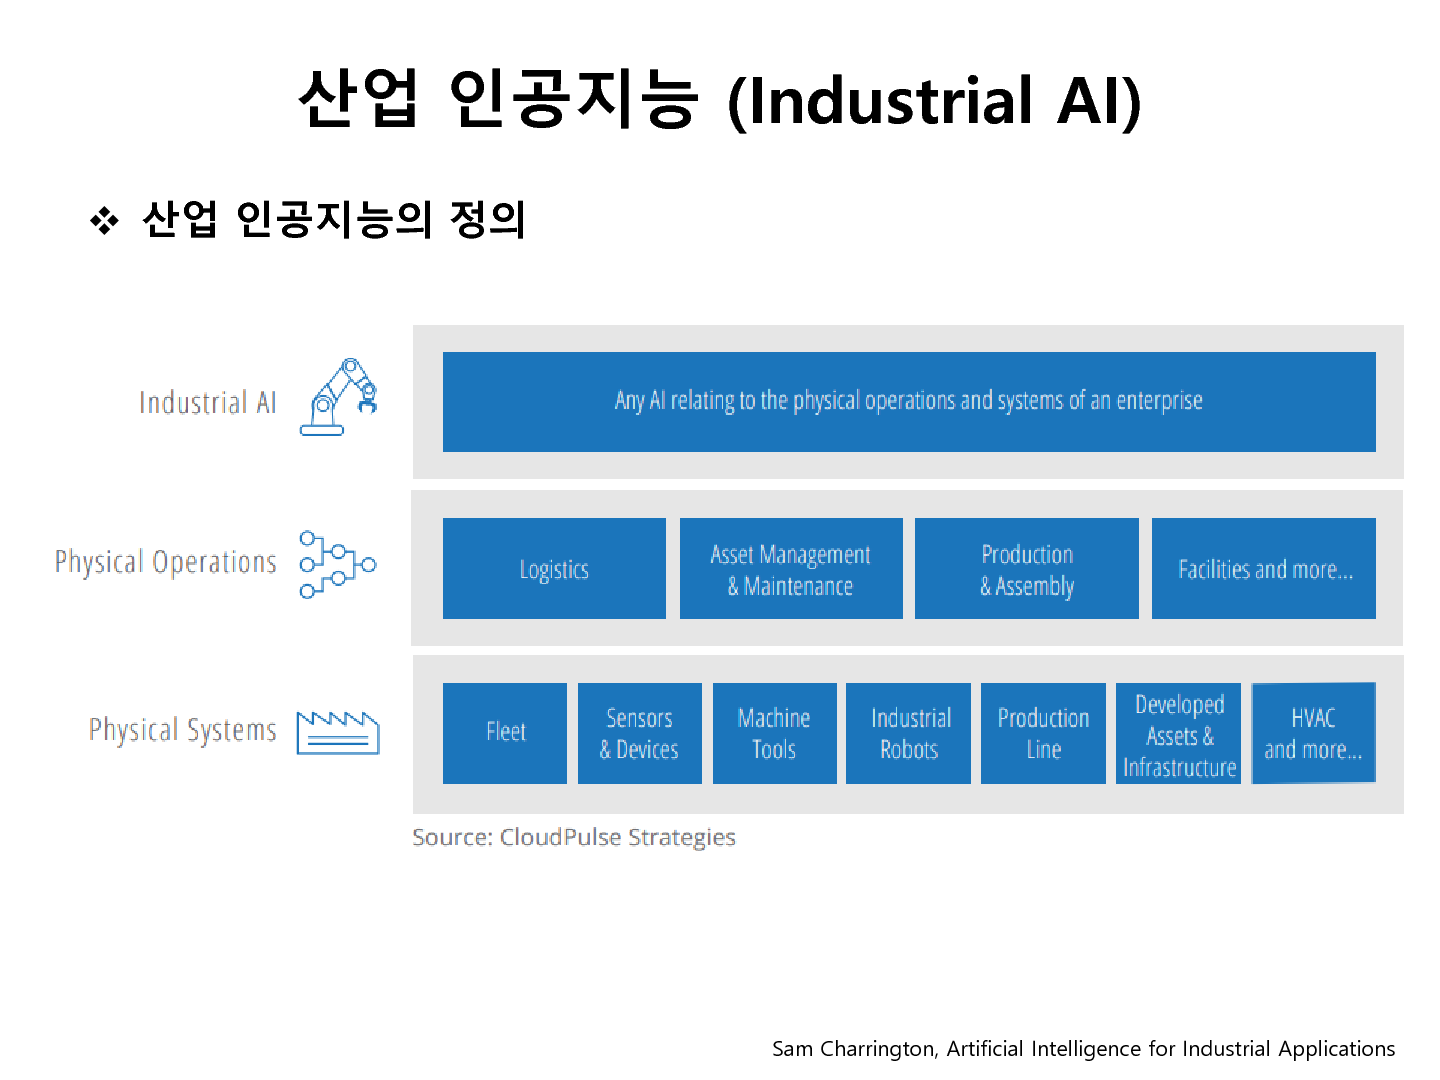 산업 인공지능 (Industrial AI)
❖ 산업 인공지능의 정의
Industrial AI
Any AI relating to the physical operations and systems of an enterprise
Physical Operations
Logistics
Asset Management
& Maintenance
Production
& Assembly
Facilities and more...
Physical Systems
Fleet
Sensors
& Devices
Machine
Tools
Industrial
Robots
Production
Line
Developed
Assets &
Infrastructure
HVAC
and more...
Source: CloudPulse Strategies
Sam Charrington, Artificial Intelligence for Industrial Applications